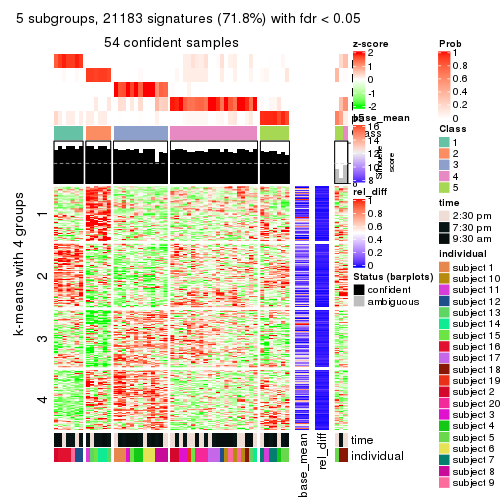 5 subgroups, 21183 signatures (71.8%) with fdr < 0.05
54 confident samples
k-means with 4 groups
1
2
3
4
base_mean
rel_diff
time
individual
z-score
2
1
0
-1
-2
base_mean
16
14
12
10
8
Silhouette
score
rel_diff
1
0.8
0.6
0.4
0.2
0
Status (barplots)
confident
ambiguous
Prob
1
0.8
0.6
0.4
0.2
0
Class
1
2
3
4
5
time
2:30 pm
7:30 pm
9:30 am
Individual
subject 1
subject 10
subject 11
subject 12
subject 13
subject 14
subject 15
subject 16
subject 17
subject 18
subject 19
subject 2
subject 20
subject 3
subject 4
subject 5
subject 6
subject 7
subject 8
subject 9